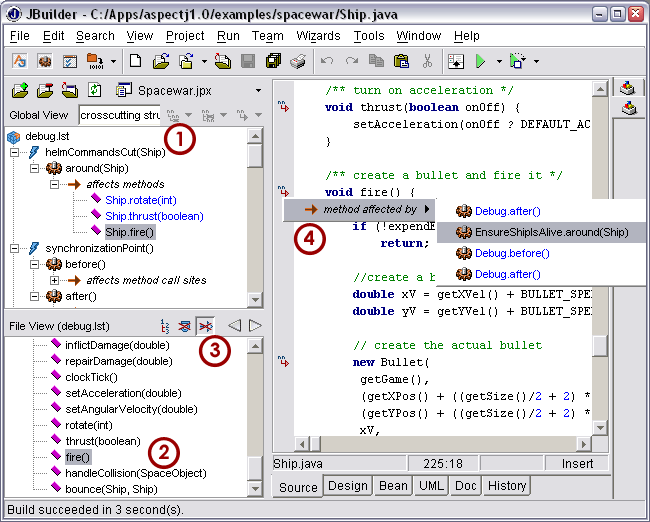 JBuilder - C:/Apps/aspectj1.0/examples/spacewar/Ship.java
File Edit Search View Project Run Team Wizards Tools Window Help
Spacewar.jpx
Global View crosscutting stru
1
debug.lst
helmCommandsCut(Ship)
around(Ship)
affects methods
Ship.rotate(int)
Ship.thrust(boolean)
Ship.fire()
synchronizationPoint()
before()
affects method call sites
after()
File View (debug.lst)
3
inflictDamage(double)
repairDamage(double)
clockTick()
setAcceleration(double)
setAngularVelocity(double)
rotate(int)
thrust(boolean)
fire()
2
handleCollision(SpaceObject)
bounce(Ship, Ship)
/** turn on acceleration */
void thrust(boolean onOff) {
setAcceleration(onOff ? DEFAULT_AC
}
/** create a bullet and fire it */
void fire() {
method affected by
4
Debug.after()
EnsureShipIsAlive.around(Ship)
Debug.before()
Debug.after()
if (!expendE
return;
//create a b
double xV = getXVel() + BULLET_SPE
double yV = getYVel() + BULLET_SPE
// create the actual bullet
new Bullet(
getGame(),
(getXPos() + ((getSize()/2 + 2) *
(getYPos() + ((getSize()/2 + 2) *
xV,
Ship.java 225:18 Insert
Source Design Bean UML Doc History
Build succeeded in 3 second(s).